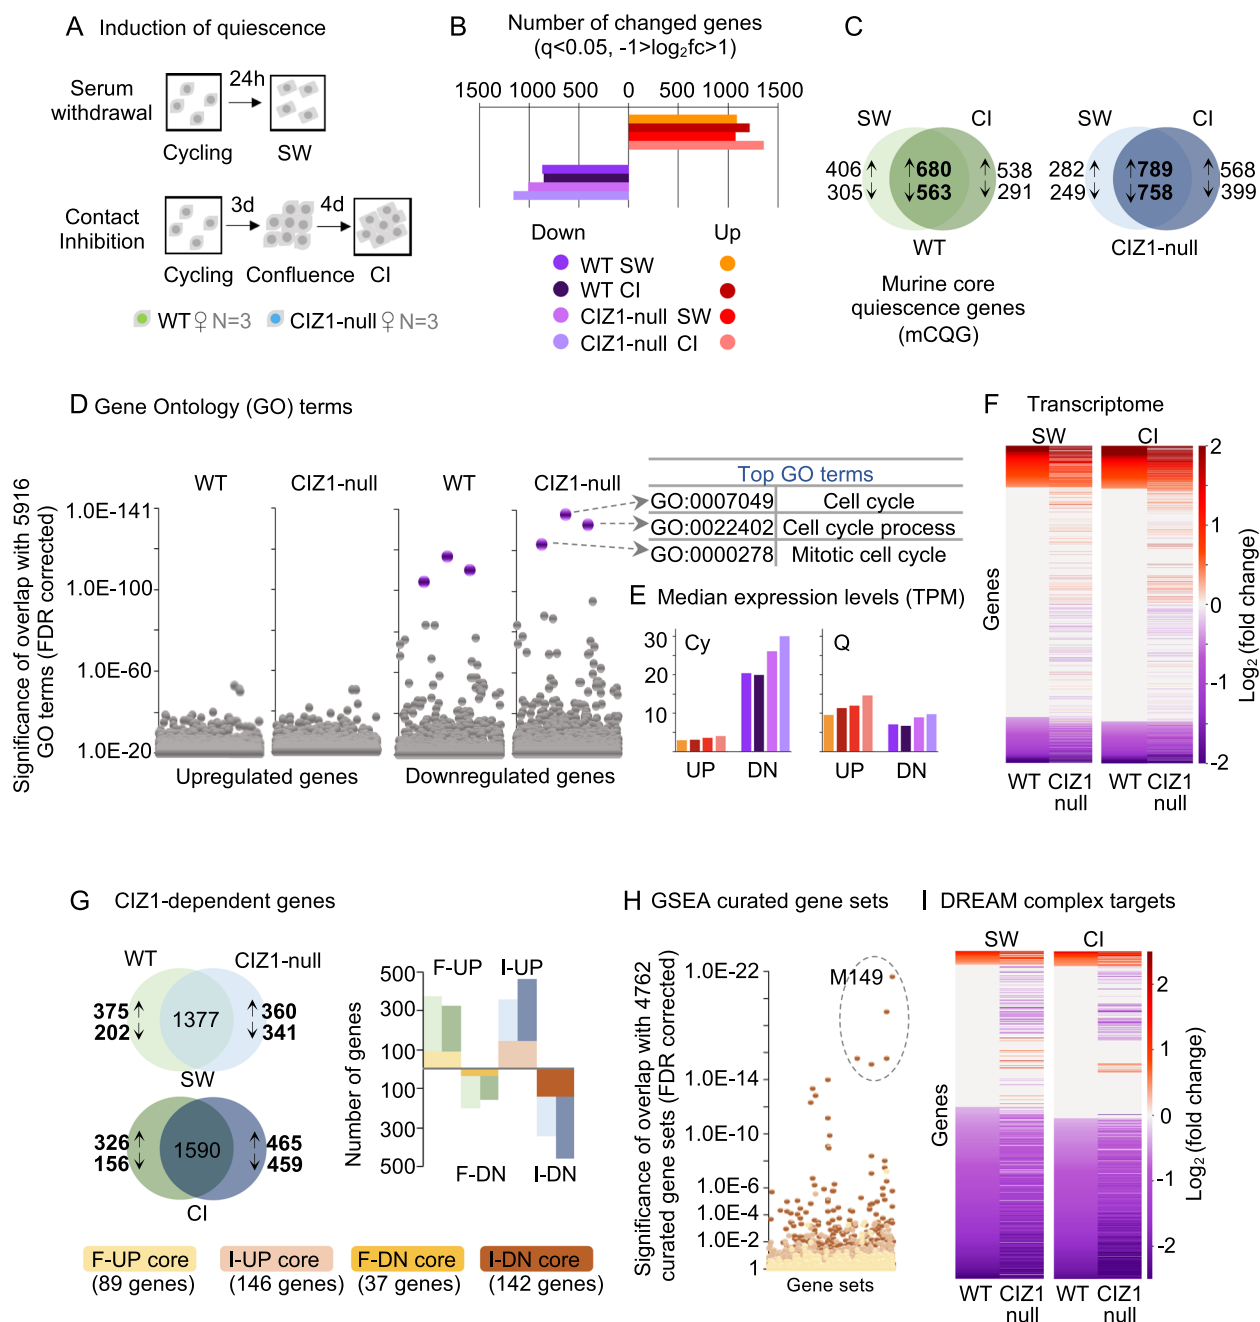 A Induction of quiescence
Serum
withdrawal
24h
Cycling
SW
Contact
Inhibition
3d
4d
Cycling
Confluence
CI
WT ♀ N=3
CIZ1-null ♀ N=3
B Number of changed genes
(q<0.05, -1>log₂fc>1)
1500 1000 500 0 500 1000 1500
Down Up
WT SW
WT CI
CIZ1-null SW
CIZ1-null CI
C
SW CI
406 ↑ ↑ 680 ↑ 538
305 ↓ ↓ 563 ↓ 291
WT
SW CI
282 ↑ ↑ 789 ↑ 568
249 ↓ ↓ 758 ↓ 399
CIZ1-null
Murine core
quiescence genes
(mCQG)
D Gene Ontology (GO) terms
Significance of overlap with 5916
GO terms (FDR corrected)
WT CIZ1-null WT CIZ1-null
1.0E-141
1.0E-100
1.0E-60
1.0E-20
Upregulated genes
Downregulated genes
Top GO terms
GO:0007049 Cell cycle
GO:0022402 Cell cycle process
GO:0000278 Mitotic cell cycle
E Median expression levels (TPM)
30
20
10
Cy
UP DN
Q
UP DN
F Transcriptome
SW CI
Genes
WT CIZ1
null
WT CIZ1
null
2
1
0
-1
-2
Log₂ (fold change)
G CIZ1-dependent genes
WT CIZ1-null
375 ↑ 1377 ↑ 360
202 ↓ ↓ 341
SW
326 ↑ 1590 ↑ 465
156 ↓ ↓ 459
CI
Number of genes
500
300
100
100
300
500
F-UP
I-UP
F-DN
I-DN
F-UP core
(89 genes)
I-UP core
(146 genes)
F-DN core
(37 genes)
I-DN core
(142 genes)
H GSEA curated gene sets
Significance of overlap with 4762
curated gene sets (FDR corrected)
1.0E-22
1.0E-14
1.0E-10
1.0E-6
1.0E-4
1.0E-2
1
M149
Gene sets
I DREAM complex targets
SW CI
Genes
WT CIZ1
null
WT CIZ1
null
2
1
0
-1
-2
Log₂ (fold change)